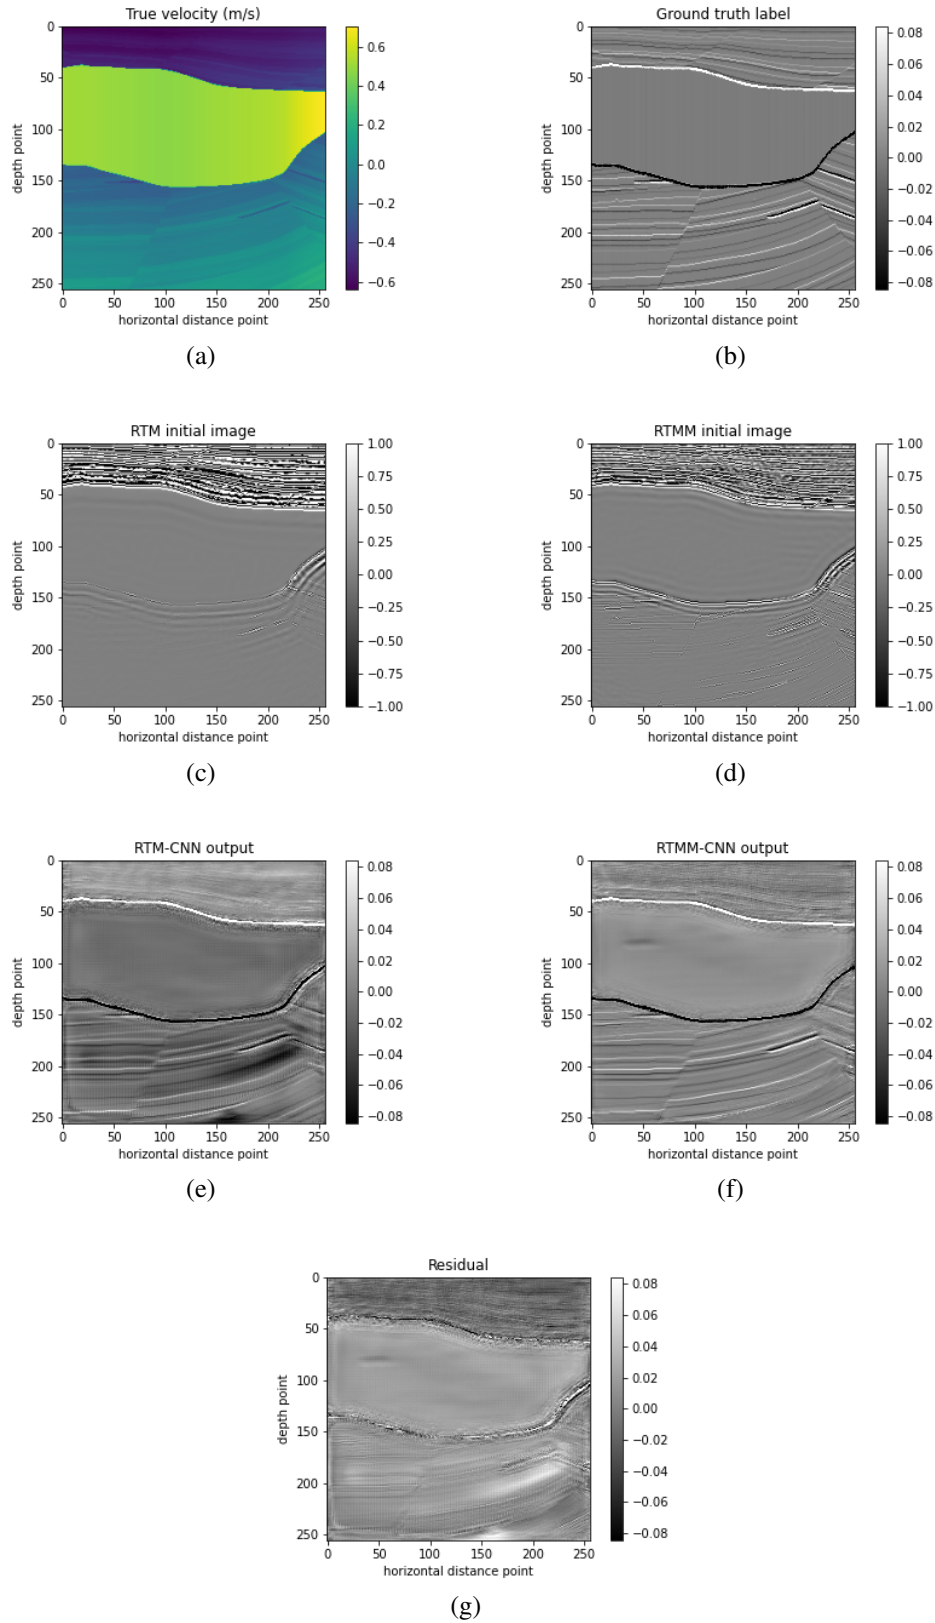 True velocity (m/s)
0
50
100
150
200
250
depth point
0 50 100 150 200 250
horizontal distance point
0.6
0.4
0.2
0.0
−0.2
−0.4
−0.6
(a)
Ground truth label
0
50
100
150
200
250
depth point
0 50 100 150 200 250
horizontal distance point
0.08
0.06
0.04
0.02
0.00
−0.02
−0.04
−0.06
−0.08
(b)
RTM initial image
0
50
100
150
200
250
depth point
0 50 100 150 200 250
horizontal distance point
1.00
0.75
0.50
0.25
0.00
−0.25
−0.50
−0.75
−1.00
(c)
RTMM initial image
0
50
100
150
200
250
depth point
0 50 100 150 200 250
horizontal distance point
1.00
0.75
0.50
0.25
0.00
−0.25
−0.50
−0.75
−1.00
(d)
RTM-CNN output
0
50
100
150
200
250
depth point
0 50 100 150 200 250
horizontal distance point
0.08
0.06
0.04
0.02
0.00
−0.02
−0.04
−0.06
−0.08
(e)
RTMM-CNN output
0
50
100
150
200
250
depth point
0 50 100 150 200 250
horizontal distance point
0.08
0.06
0.04
0.02
0.00
−0.02
−0.04
−0.06
−0.08
(f)
Residual
0
50
100
150
200
250
depth point
0 50 100 150 200 250
horizontal distance point
0.08
0.06
0.04
0.02
0.00
−0.02
−0.04
−0.06
−0.08
(g)